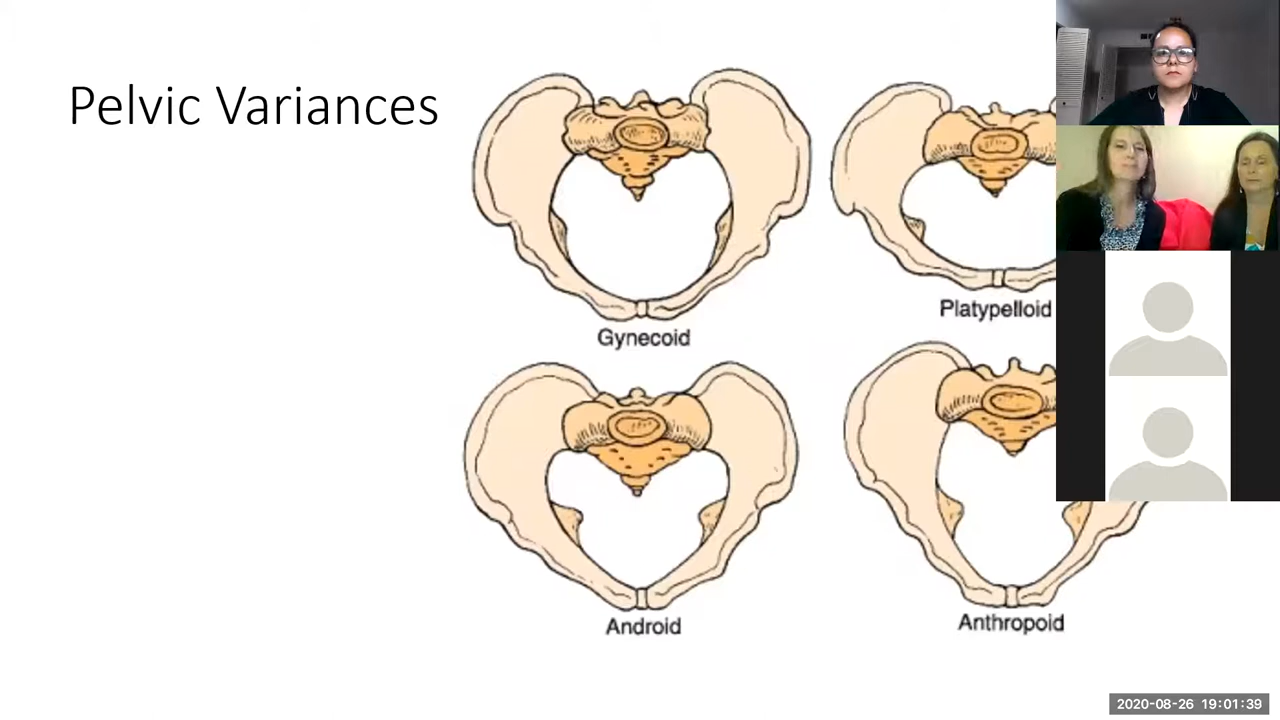 Pelvic Variances
Gynecoid
Platypelloid
Android
Anthropoid
2020-08-26 19:01:39